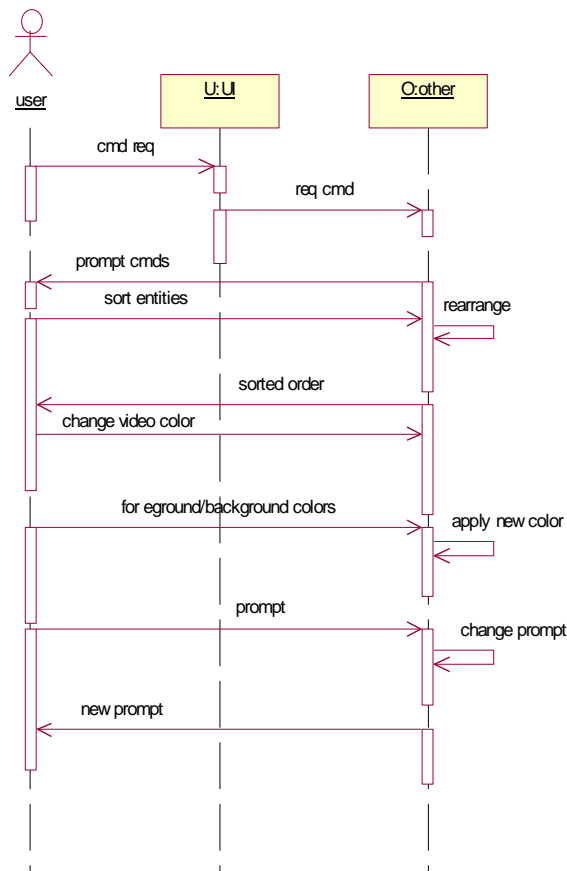 user
U:UI
O:other
cmd req
req cmd
prompt cmds
sort entities
rearrange
sorted order
change video color
for eground/background colors
apply new color
prompt
change prompt
new prompt